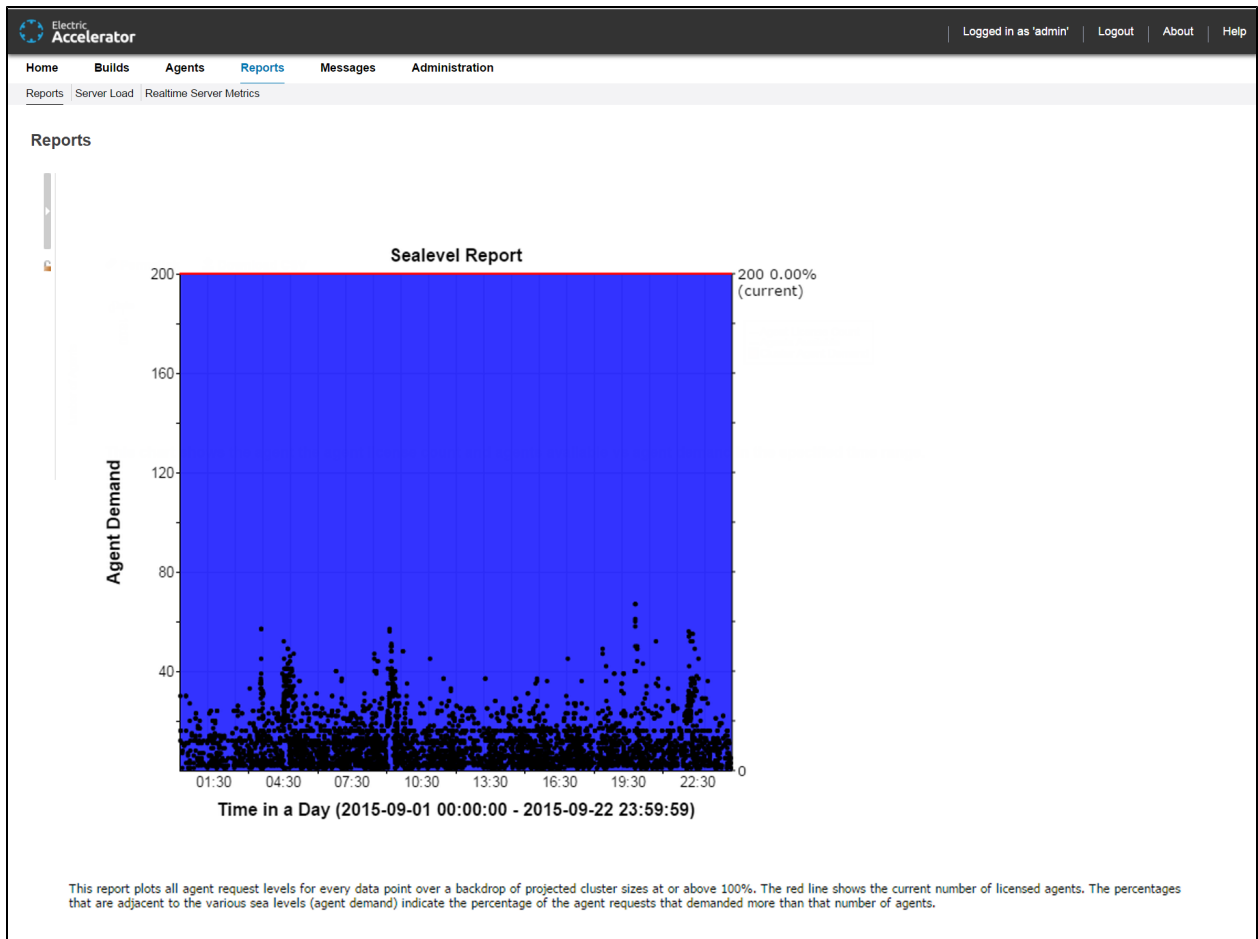 Electric
Accelerator
Logged in as 'admin' Logout About Help
Home Builds Agents Reports Messages Administration
Reports Server Load Realtime Server Metrics
Reports
Sealevel Report
200
200 0.00%
(current)
160
120
80
40
0
Agent Demand
01:30 04:30 07:30 10:30 13:30 16:30 19:30 22:30
Time in a Day (2015-09-01 00:00:00 - 2015-09-22 23:59:59)
This report plots all agent request levels for every data point over a backdrop of projected cluster sizes at or above 100%. The red line shows the current number of licensed agents. The percentages
that are adjacent to the various sea levels (agent demand) indicate the percentage of the agent requests that demanded more than that number of agents.